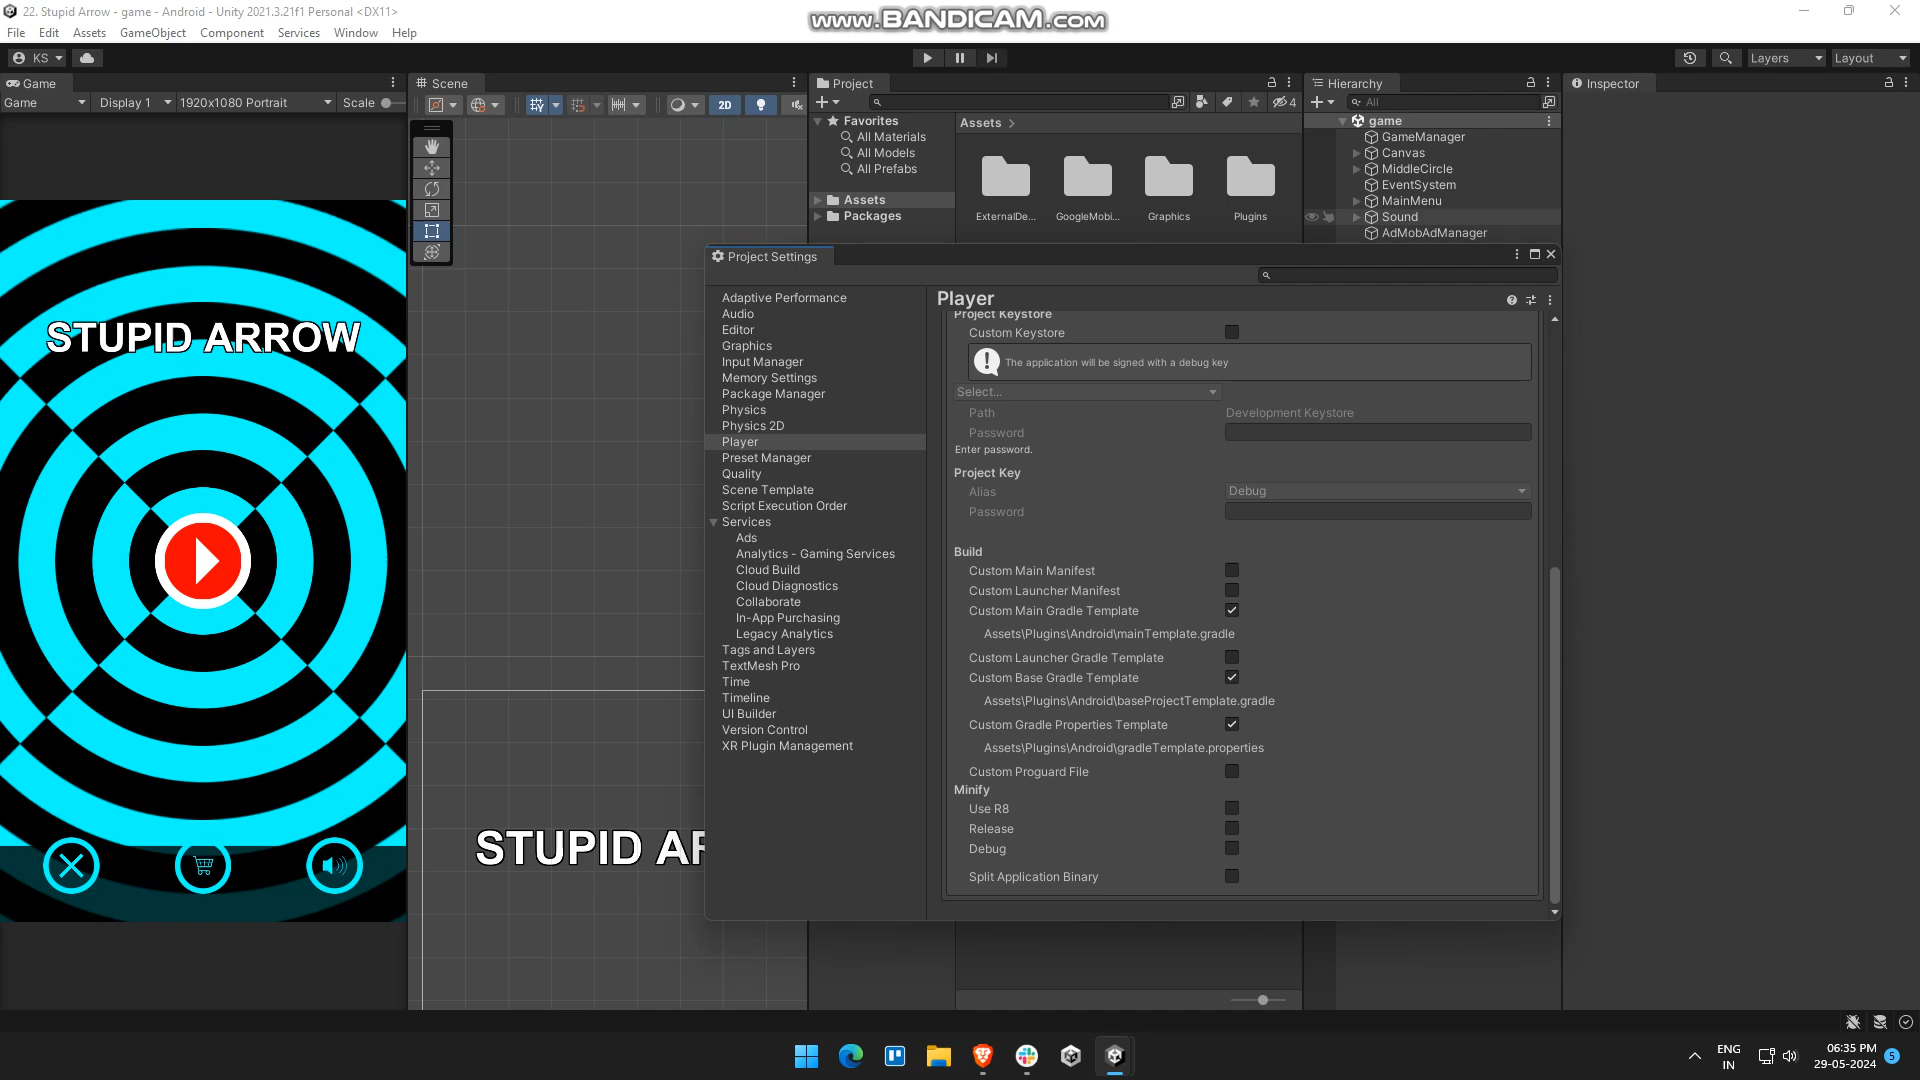 22. Stupid Arrow - game - Android - Unity 2021.3.21f1 Personal <DX11>
www.BANDICAM.com
File Edit Assets GameObject Component Services Window Help
KS
Layers
Layout
Game
Scene
Project
Hierarchy
Inspector
Game
Display 1
1920x1080 Portrait
Scale
2D
4
All
Favorites
All Materials
All Models
All Prefabs
Assets
Packages
Assets
ExternalDe...
GoogleMobi...
Graphics
Plugins
game
GameManager
Canvas
MiddleCircle
EventSystem
MainMenu
Sound
AdMobAdManager
STUPID ARROW
STUPID AR
Project Settings
Adaptive Performance
Audio
Editor
Graphics
Input Manager
Memory Settings
Package Manager
Physics
Physics 2D
Player
Preset Manager
Quality
Scene Template
Script Execution Order
Services
Ads
Analytics - Gaming Services
Cloud Build
Cloud Diagnostics
Collaborate
In-App Purchasing
Legacy Analytics
Tags and Layers
TextMesh Pro
Time
Timeline
UI Builder
Version Control
XR Plugin Management
Player
Project Keystore
Custom Keystore
The application will be signed with a debug key
Select...
Path Development Keystore
Password
Enter password.
Project Key
Alias Debug
Password
Build
Custom Main Manifest
Custom Launcher Manifest
Custom Main Gradle Template
Assets\Plugins\Android\mainTemplate.gradle
Custom Launcher Gradle Template
Custom Base Gradle Template
Assets\Plugins\Android\baseProjectTemplate.gradle
Custom Gradle Properties Template
Assets\Plugins\Android\gradleTemplate.properties
Custom Proguard File
Minify
Use R8
Release
Debug
Split Application Binary
ENG
IN
06:35 PM
29-05-2024
5